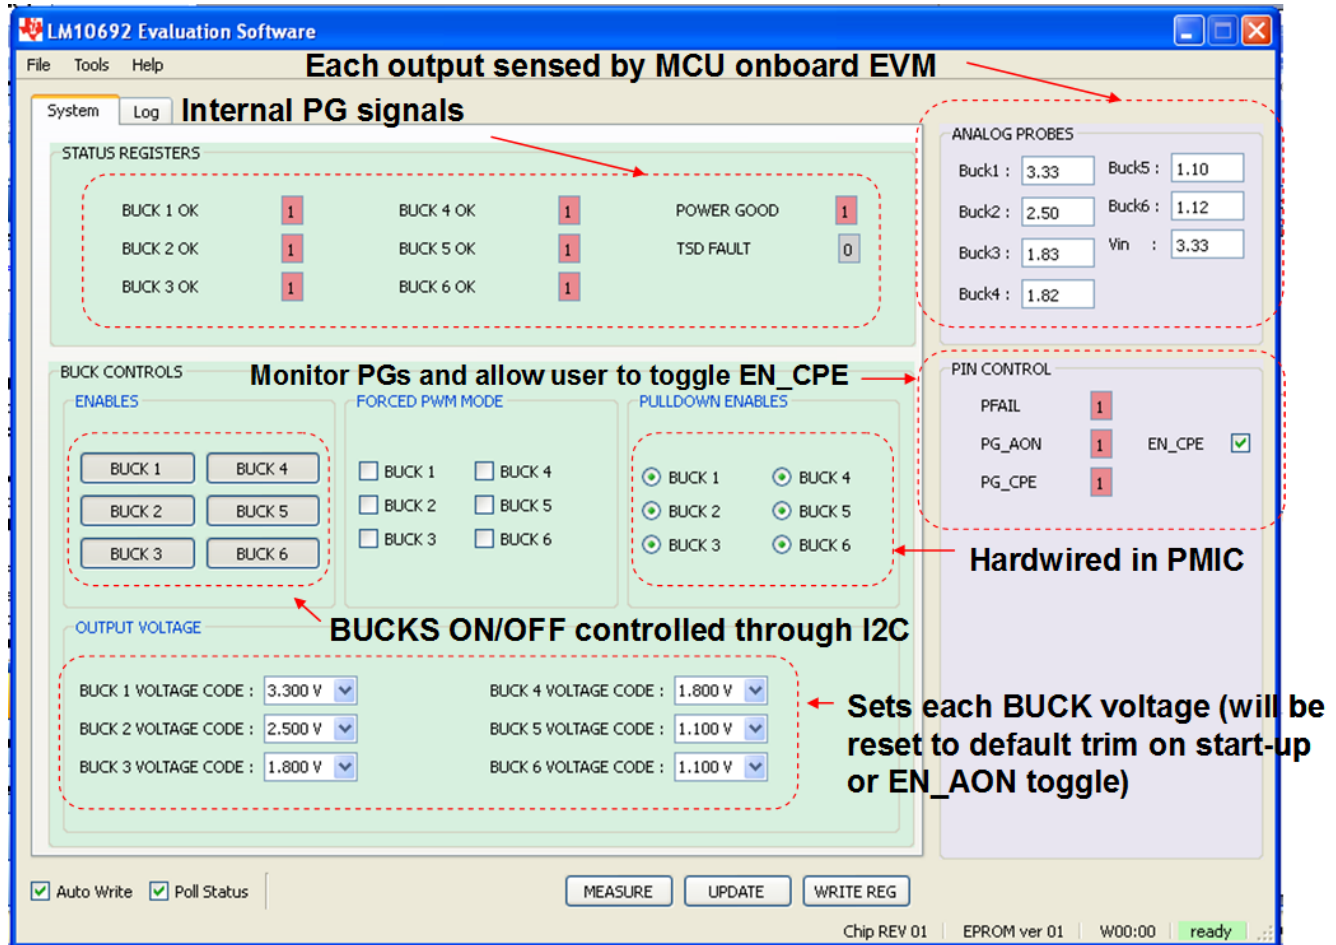 LM10692 Evaluation Software
File Tools Help
Each output sensed by MCU onboard EVM
System Log
Internal PG signals
STATUS REGISTERS
BUCK 1 OK 1 BUCK 4 OK 1 POWER GOOD 1
BUCK 2 OK 1 BUCK 5 OK 1 TSD FAULT 0
BUCK 3 OK 1 BUCK 6 OK 1
ANALOG PROBES
Buck1 : 3.33 Buck5 : 1.10
Buck2 : 2.50 Buck6 : 1.12
Buck3 : 1.83 Vin : 3.33
Buck4 : 1.82
BUCK CONTROLS
Monitor PGs and allow user to toggle EN_CPE
PIN CONTROL
PFAIL 1
PG_AON 1 EN_CPE
PG_CPE 1
ENABLES
BUCK 1 BUCK 4
BUCK 2 BUCK 5
BUCK 3 BUCK 6
FORCED PWM MODE
BUCK 1 BUCK 4
BUCK 2 BUCK 5
BUCK 3 BUCK 6
PULLDOWN ENABLES
BUCK 1 BUCK 4
BUCK 2 BUCK 5
BUCK 3 BUCK 6
Hardwired in PMIC
BUCKS ON/OFF controlled through I2C
OUTPUT VOLTAGE
BUCK 1 VOLTAGE CODE : 3.300 V BUCK 4 VOLTAGE CODE : 1.800 V
BUCK 2 VOLTAGE CODE : 2.500 V BUCK 5 VOLTAGE CODE : 1.100 V
BUCK 3 VOLTAGE CODE : 1.800 V BUCK 6 VOLTAGE CODE : 1.100 V
Sets each BUCK voltage (will be
reset to default trim on start-up
or EN_AON toggle)
Auto Write Poll Status MEASURE UPDATE WRITE REG
Chip REV 01 EPROM ver 01 W00:00 ready